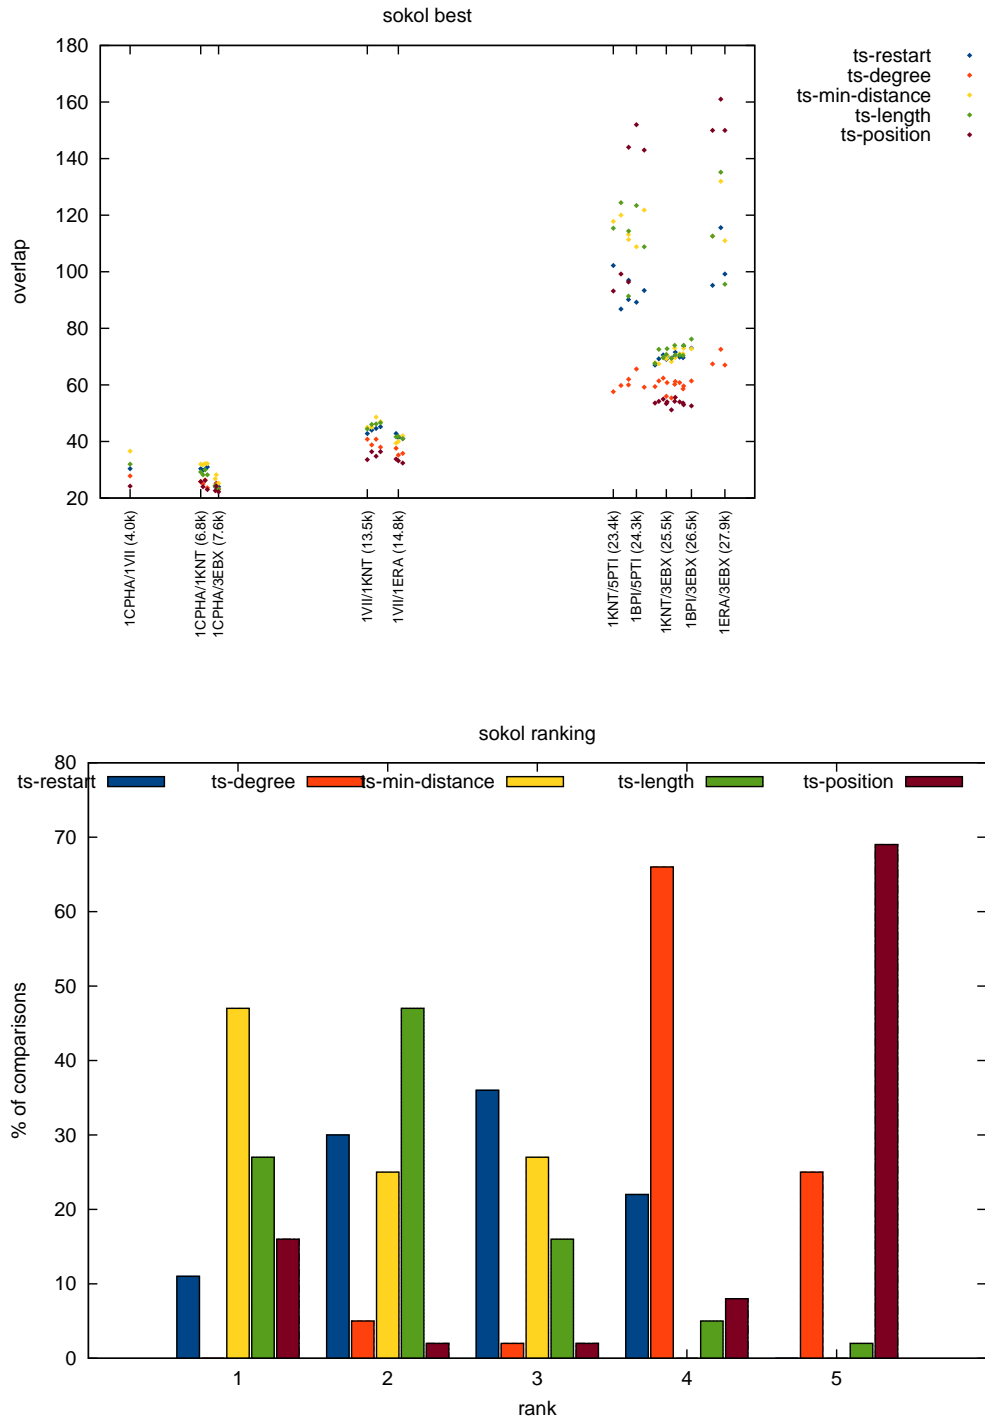 sokol best
180
160
140
120
100
80
60
40
20
overlap
ts-restart
ts-degree
ts-min-distance
ts-length
ts-position
1CPHA/1VII (4.0k)
1CPHA/1KNT (6.8k)
1CPHA/3EBX (7.6k)
1VII/1KNT (13.5k)
1VII/1ERA (14.8k)
1KNT/5PTI (23.4k)
1BPI/5PTI (24.3k)
1KNT/3EBX (25.5k)
1BPI/3EBX (26.5k)
1ERA/3EBX (27.9k)
sokol ranking
80
70
60
50
40
30
20
10
0
% of comparisons
ts-restart ts-degree ts-min-distance ts-length ts-position
1 2 3 4 5
rank